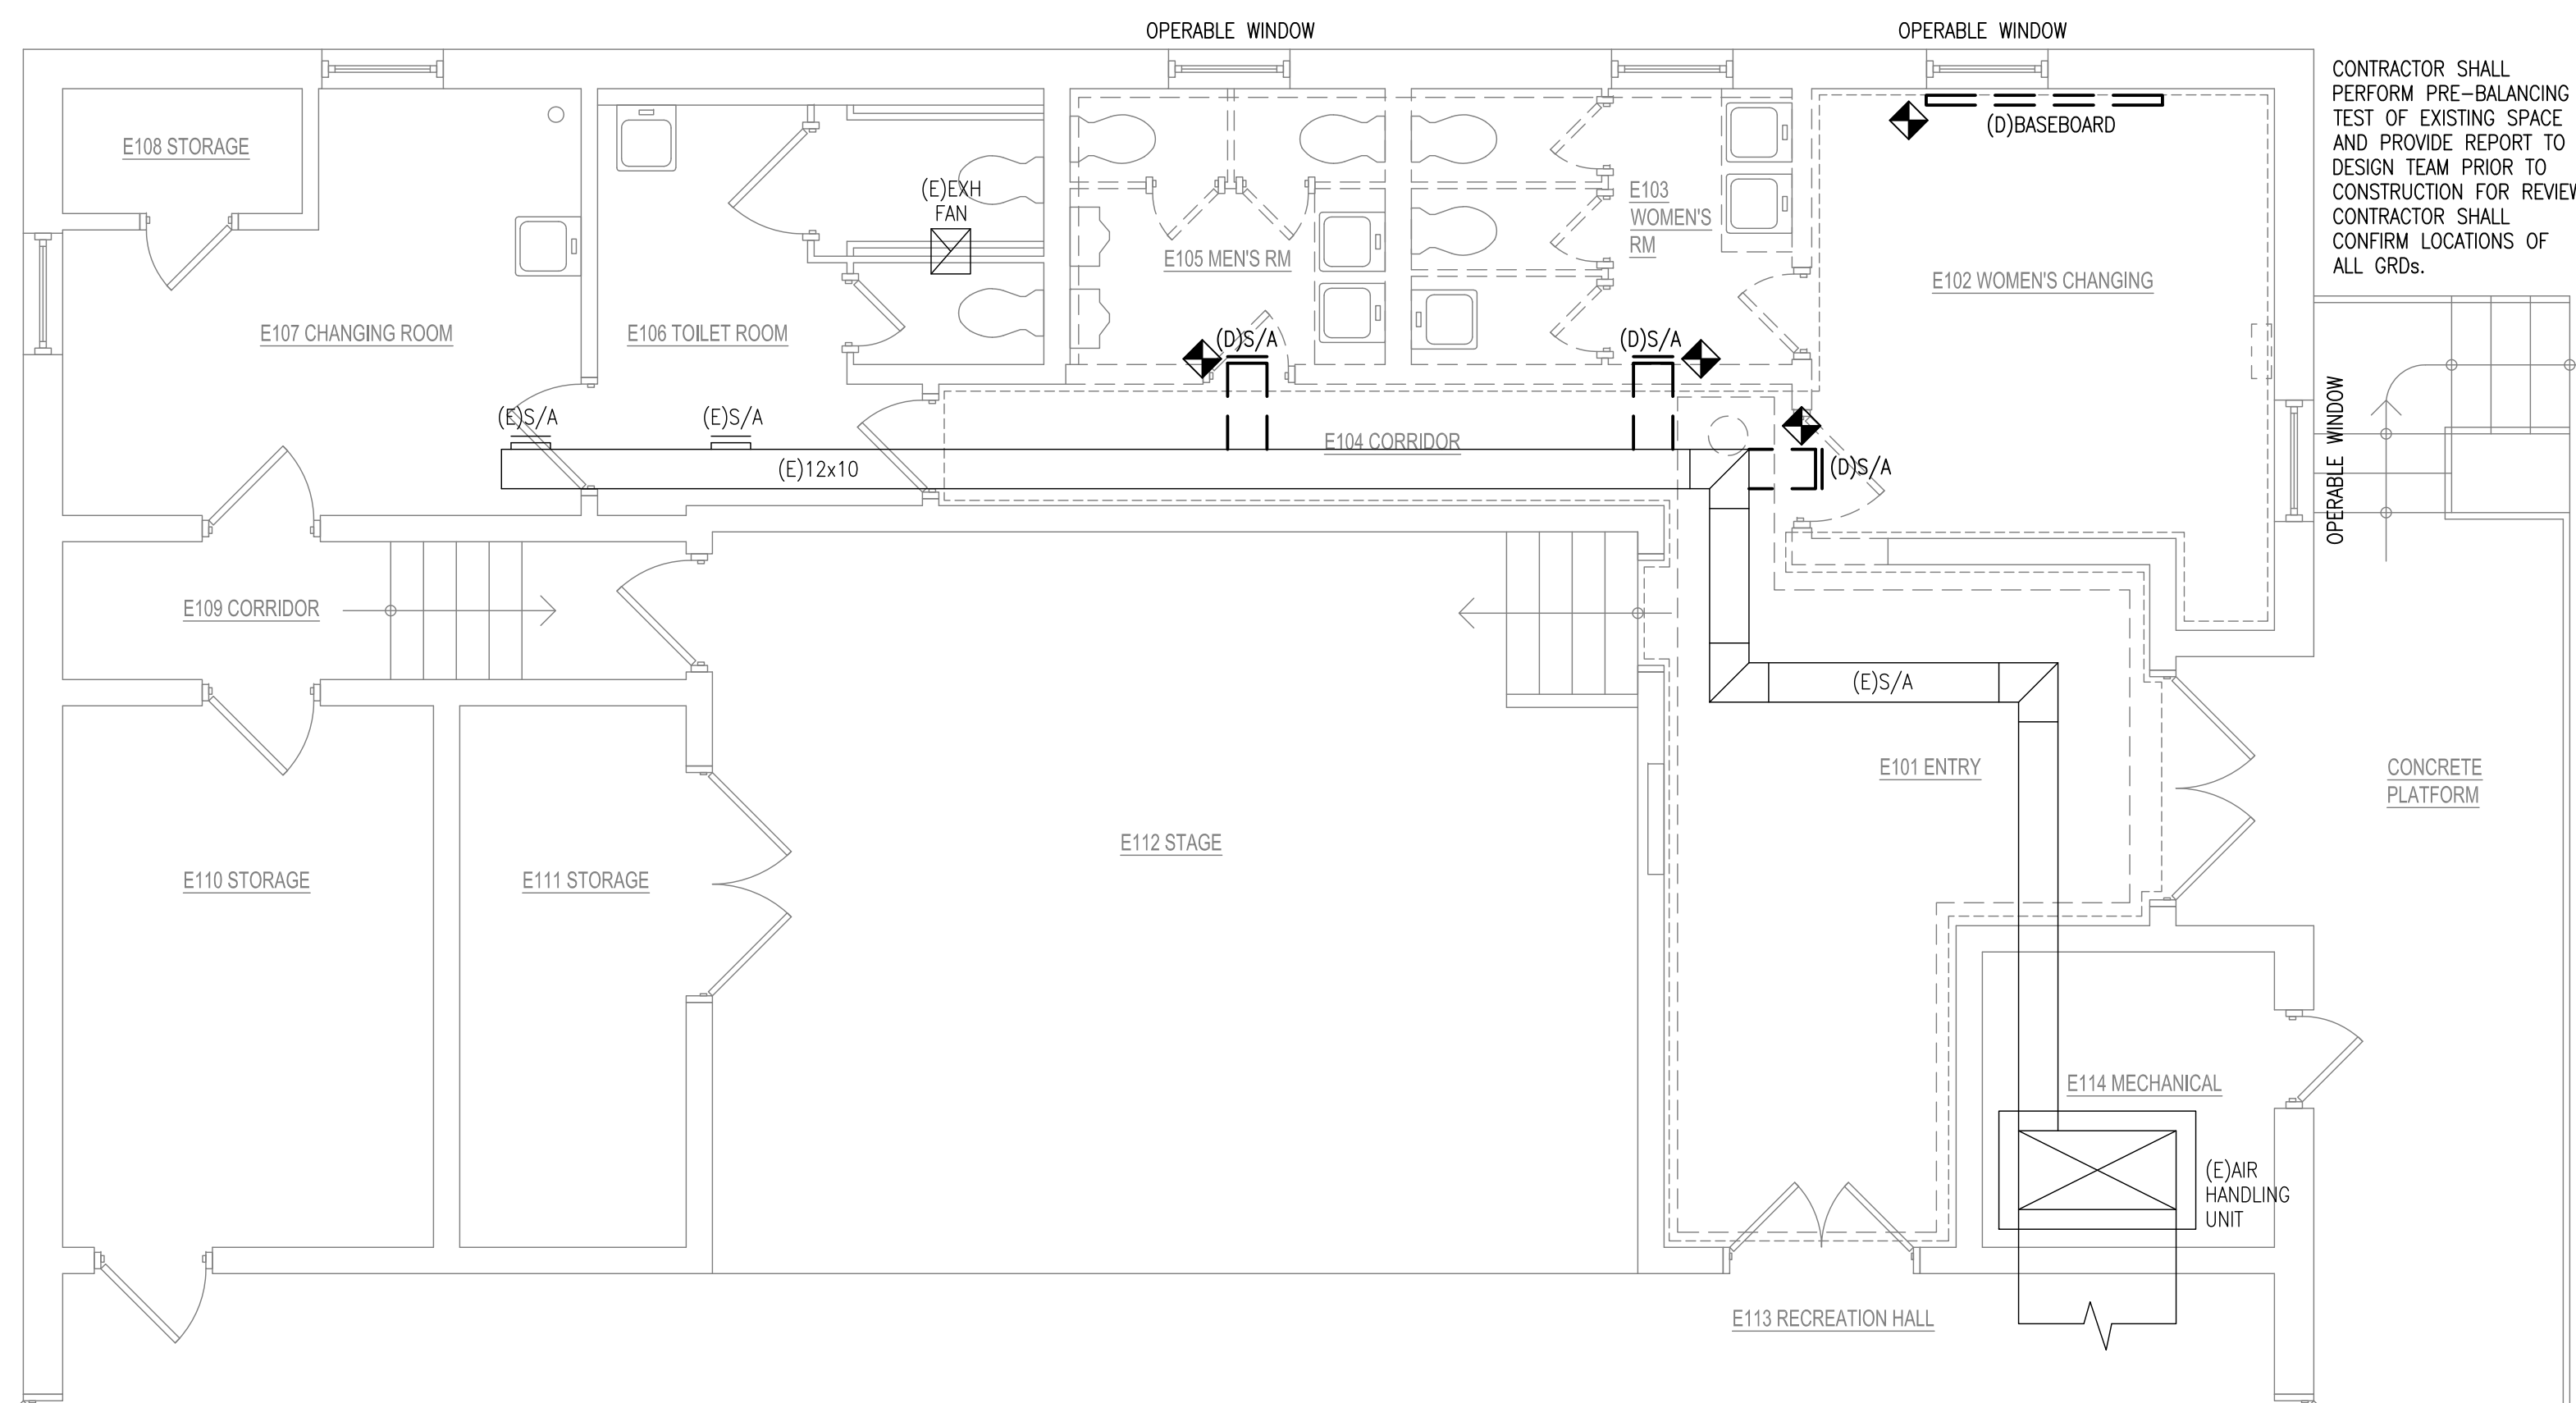 OPERABLE WINDOW
OPERABLE WINDOW
CONTRACTOR SHALL
PERFORM PRE-BALANCING
TEST OF EXISTING SPACE
AND PROVIDE REPORT TO
DESIGN TEAM PRIOR TO
CONSTRUCTION FOR REVIEW
CONTRACTOR SHALL
CONFIRM LOCATIONS OF
ALL GRDs.
(D)BASEBOARD
E108 STORAGE
(E)EXH
FAN
E103
WOMEN'S
RM
E105 MEN'S RM
E102 WOMEN'S CHANGING
E107 CHANGING ROOM
E106 TOILET ROOM
(D)S/A
(D)S/A
OPERABLE WINDOW
(E)S/A
(E)S/A
E104 CORRIDOR
(E)12x10
(D)S/A
E109 CORRIDOR
(E)S/A
E101 ENTRY
CONCRETE
PLATFORM
E112 STAGE
E110 STORAGE
E111 STORAGE
E114 MECHANICAL
(E)AIR
HANDLING
UNIT
E113 RECREATION HALL